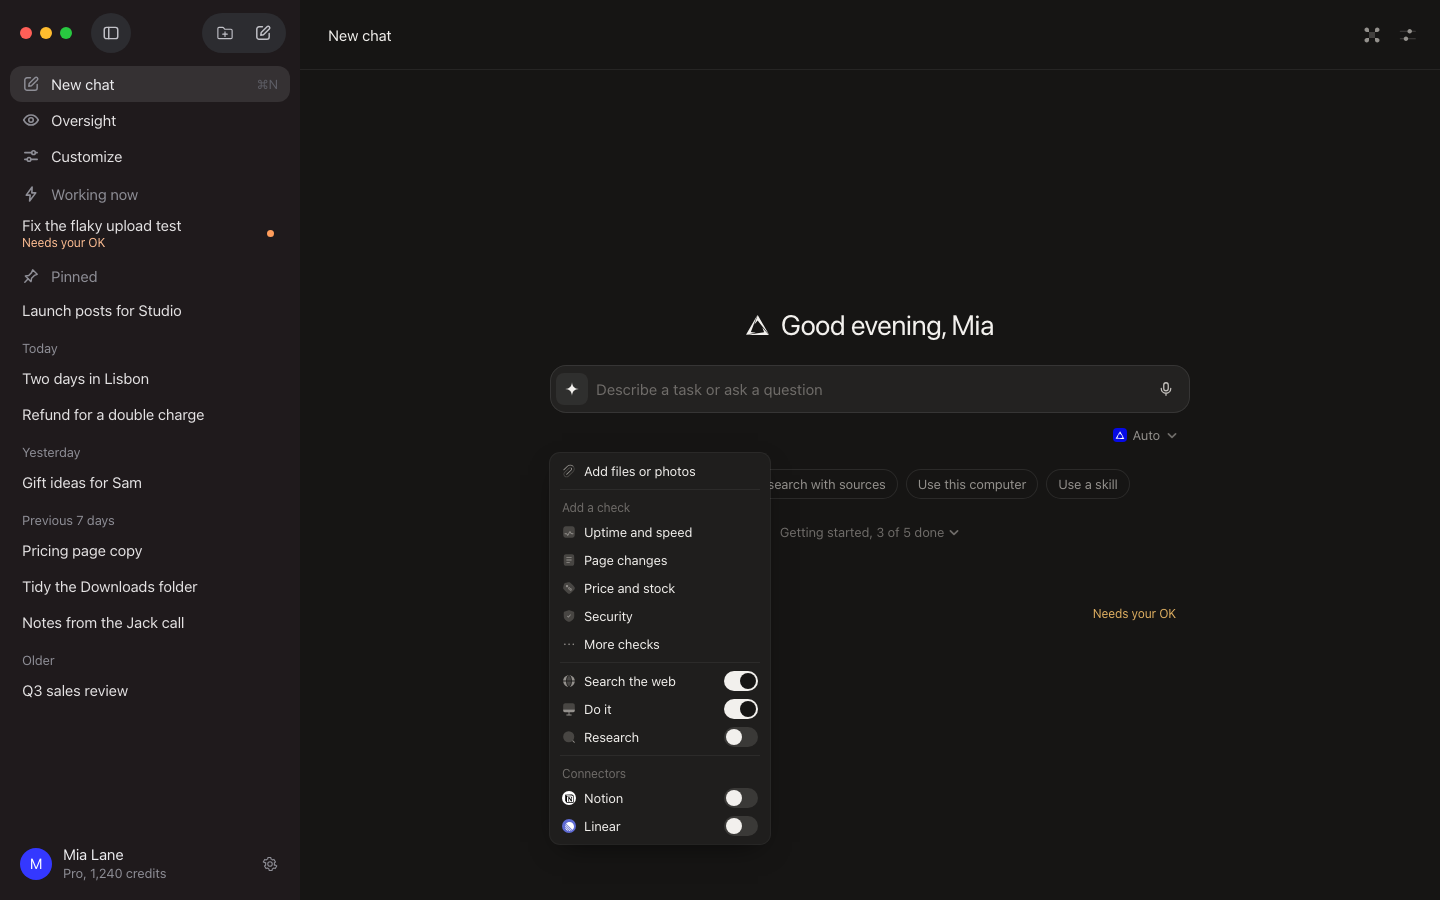 New chat
⌘N
Oversight
Customize
Working now
Fix the flaky upload test
Needs your OK
Pinned
Launch posts for Studio
Today
Two days in Lisbon
Refund for a double charge
Yesterday
Gift ideas for Sam
Previous 7 days
Pricing page copy
Tidy the Downloads folder
Notes from the Jack call
Older
Q3 sales review
M
Mia Lane
Pro, 1,240 credits
New chat
Good evening, Mia
Describe a task or ask a question
Auto
search with sources
Use this computer
Use a skill
Getting started, 3 of 5 done
Needs your OK
Add files or photos
Add a check
Uptime and speed
Page changes
Price and stock
Security
More checks
Search the web
Do it
Research
Connectors
Notion
Linear